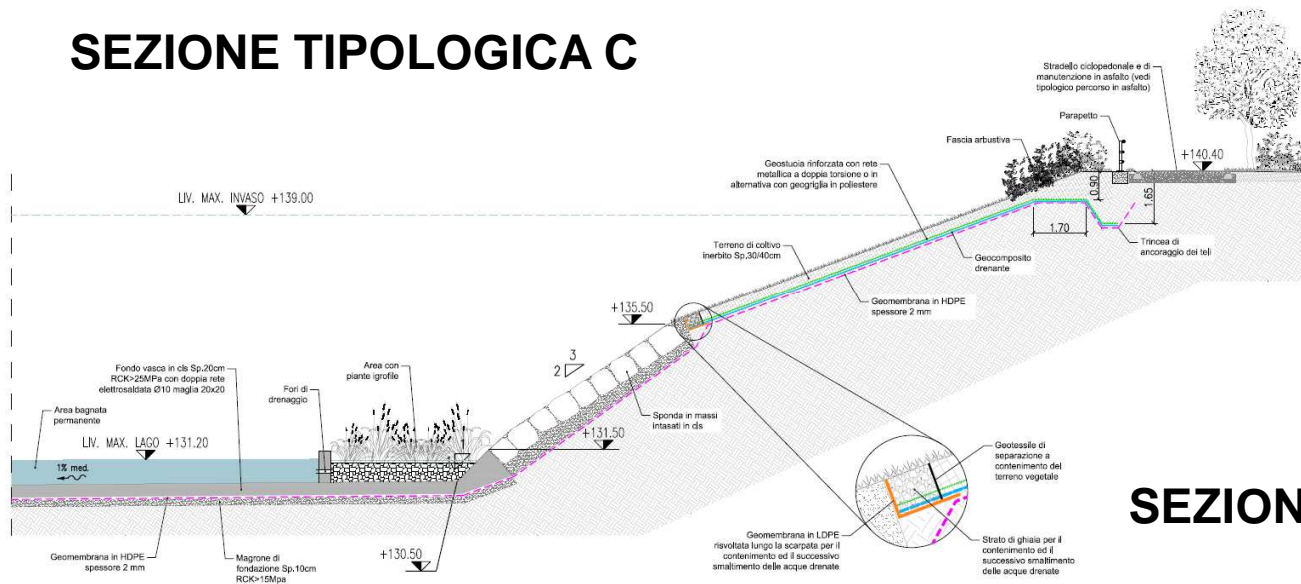 SEZIONE TIPOLOGICA C
Stradello ciclopedonale e di
manutenzione in asfalto (vedi
tipologico percorso in asfalto)
Parapetto
Fascia arbustiva
+140.40
Geostuoia rinforzata con rete
metallica a doppia torsione o in
alternativa con geogriglia in poliestere
LIV. MAX. INVASO +139.00
0.90
1.65
1.70
Trincea di
ancoraggio dei teli
Terreno di coltivo
inerbito Sp,30/40cm
Geocomposito
drenante
Geomembrana in HDPE
spessore 2 mm
+135.50
3
2
Fondo vasca in cls Sp.20cm
RCK>25MPa con doppia rete
elettrosaldata Ø10 maglia 20x20
Fori di
drenaggio
Area con
piante igrofile
Area bagnata
permanente
Sponda in massi
intasati in cls
LIV. MAX. LAGO +131.20
+131.50
1% med.
Geotessile di
separazione a
contenimento del
terreno vegetale
SEZION
Geomembrana in HDPE
spessore 2 mm
Magrone di
fondazione Sp.10cm
RCK>15Mpa
+130.50
Geomembrana in LDPE
risvoltata lungo la scarpata per il
contenimento ed il successivo
smaltimento delle acque drenate
Strato di ghiaia per il
contenimento ed il
successivo smaltimento
delle acque drenate